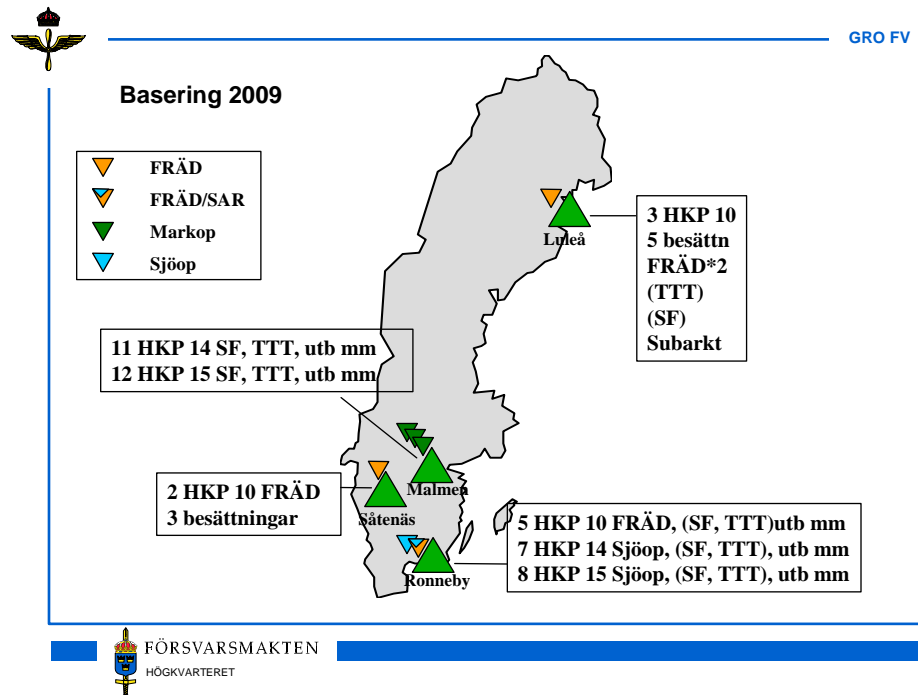 GRO FV
Basering 2009
FRÄD
FRÄD/SAR
Markop
Sjöop
Luleå
3 HKP 10
5 besättn
FRÄD*2
(TTT)
(SF)
Subarkt
11 HKP 14 SF, TTT, utb mm
12 HKP 15 SF, TTT, utb mm
Malmen
2 HKP 10 FRÄD
3 besättningar
Såtenäs
5 HKP 10 FRÄD, (SF, TTT)utb mm
7 HKP 14 Sjöop, (SF, TTT), utb mm
8 HKP 15 Sjöop, (SF, TTT), utb mm
Ronneby
FÖRSVARSMAKTEN
HÖGKVARTERET